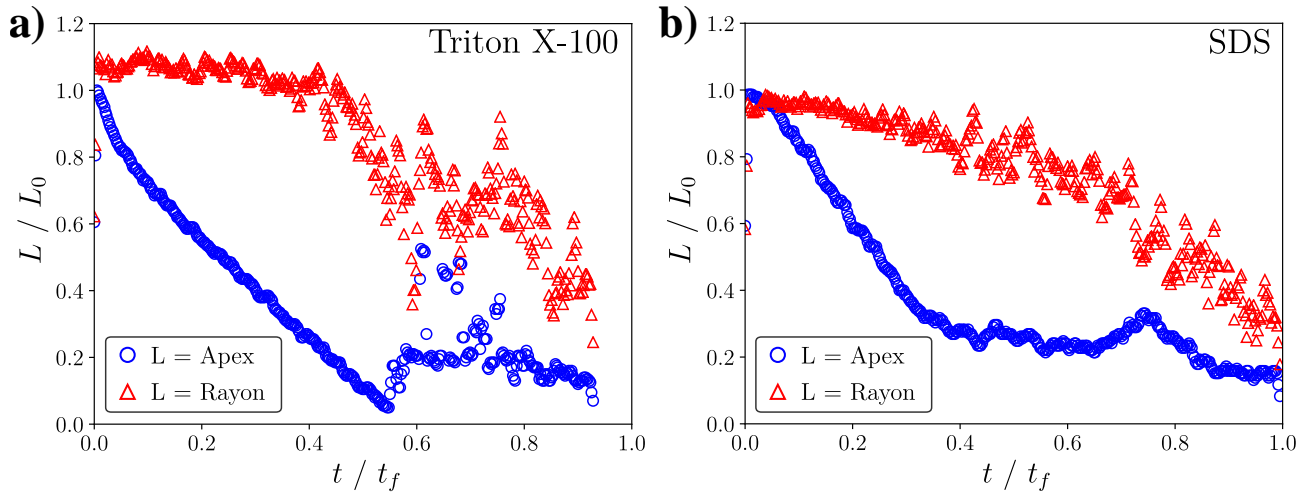 a)
Triton X-100
L / L0
1.2
1.0
0.8
0.6
0.4
0.2
0.0
L = Apex
L = Rayon
0.0 0.2 0.4 0.6 0.8 1.0
t / tf
b)
SDS
L / L0
1.2
1.0
0.8
0.6
0.4
0.2
0.0
L = Apex
L = Rayon
0.0 0.2 0.4 0.6 0.8 1.0
t / tf